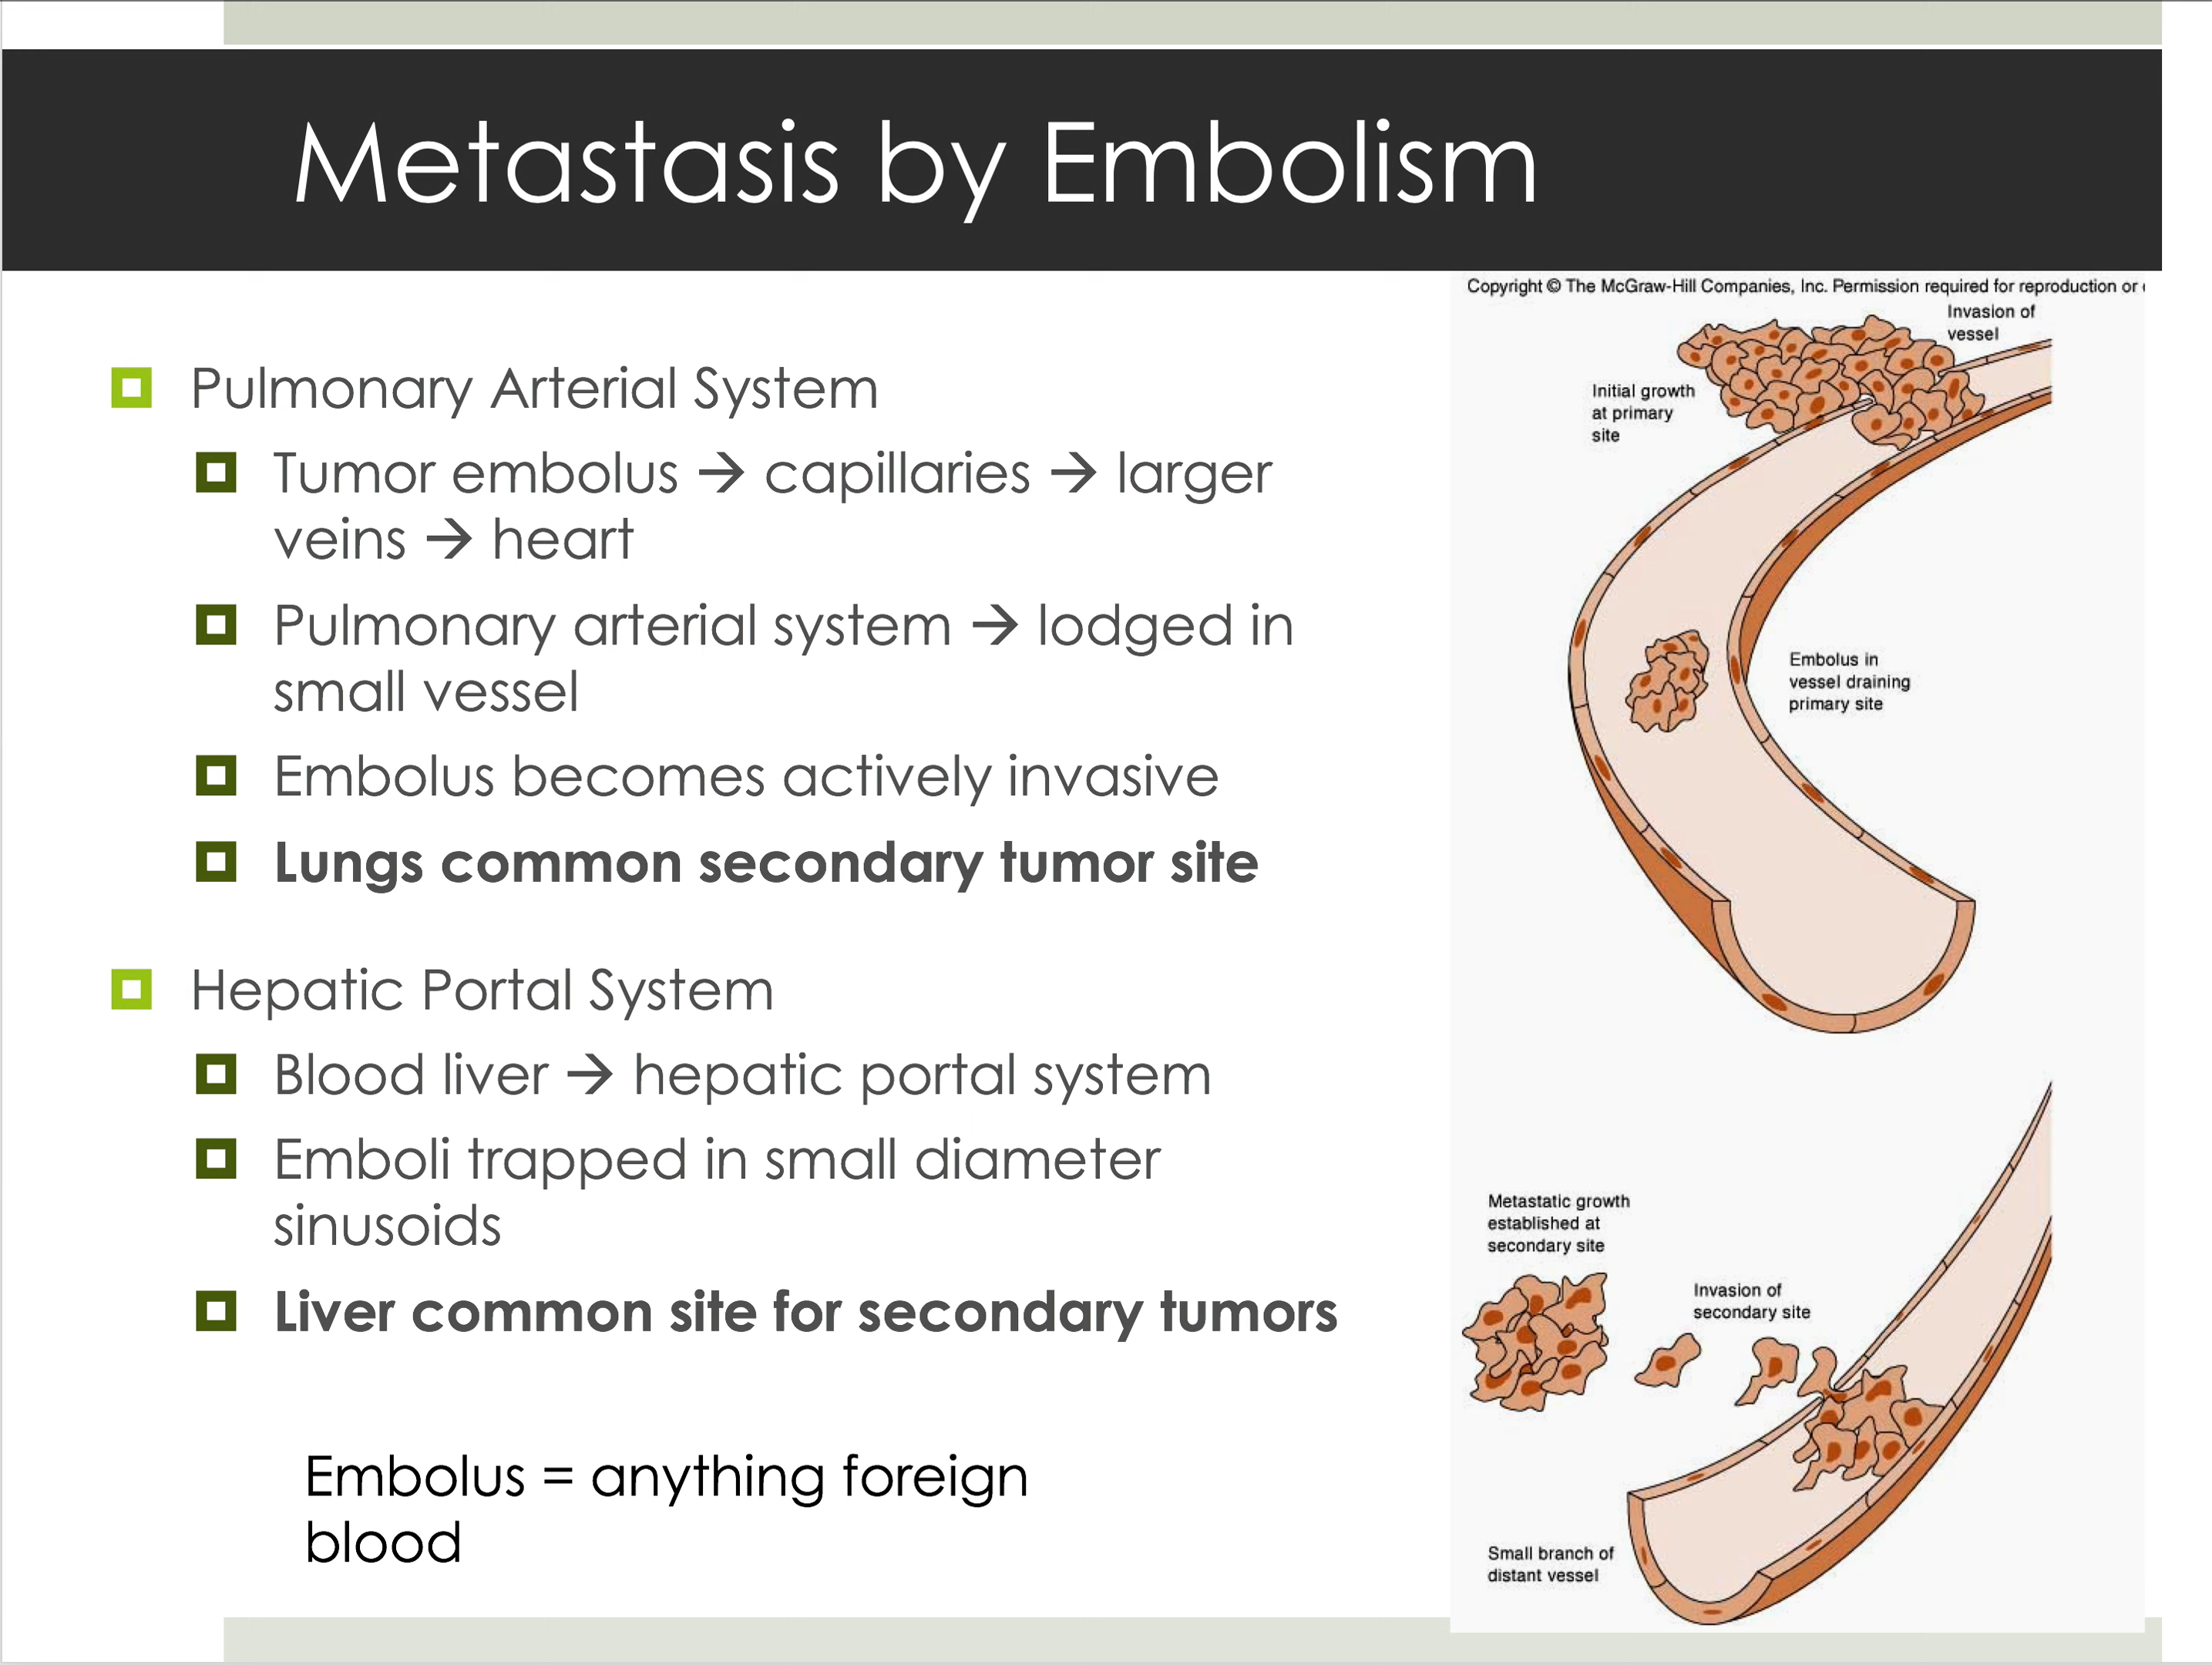 Metastasis by Embolism
Pulmonary Arterial System
Tumor embolus → capillaries → larger
veins → heart
Pulmonary arterial system → lodged in
small vessel
Embolus becomes actively invasive
Lungs common secondary tumor site
Hepatic Portal System
Blood liver → hepatic portal system
Emboli trapped in small diameter
sinusoids
Liver common site for secondary tumors
Embolus = anything foreign
blood
Copyright © The McGraw-Hill Companies, Inc. Permission required for reproduction or
Invasion of
vessel
Initial growth
at primary
site
Embolus in
vessel draining
primary site
Metastatic growth
established at
secondary site
Invasion of
secondary site
Small branch of
distant vessel